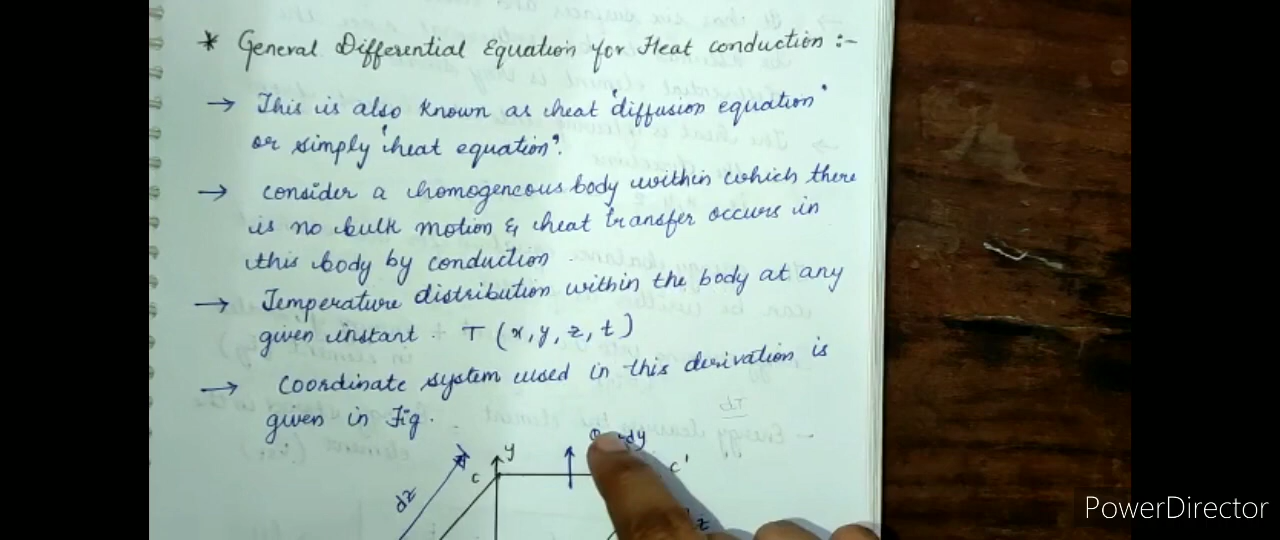 * General Differential Equation for Heat conduction :-
→ This is also known as heat 'diffusion equation'
or simply 'heat equation'.
→ consider a homogeneous body within which there
is no bulk motion & heat transfer occurs in
this body by conduction .
→ Temperature distribution within the body at any
given instant . T (x, y, z, t)
→ Coordinate system used in this derivation is
given in Fig.
y
dy
c
c'
dz
z
PowerDirector